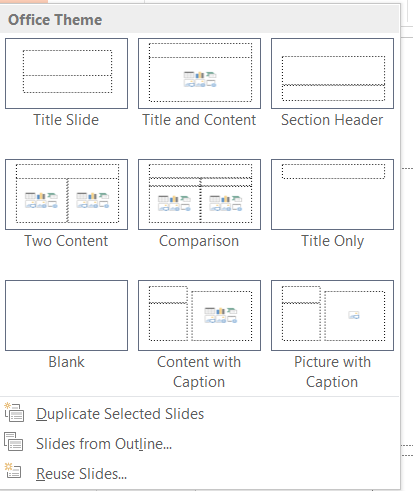 Office Theme
Title Slide
Title and Content
Section Header
Two Content
Comparison
Title Only
Blank
Content with
Caption
Picture with
Caption
Duplicate Selected Slides
Slides from Outline...
Reuse Slides...